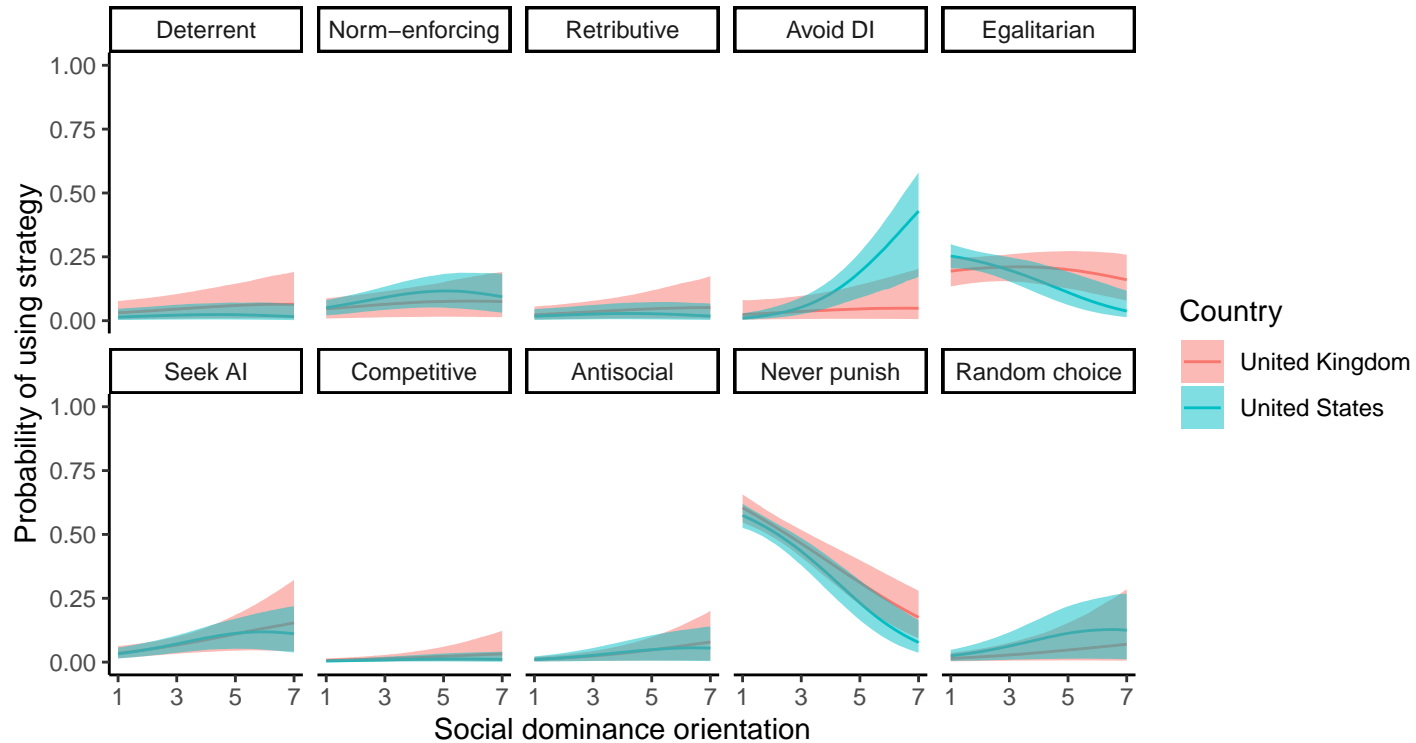 Deterrent Norm−enforcing Retributive Avoid DI Egalitarian
1.00
0.75
0.50
0.25
0.00
Seek AI Competitive Antisocial Never punish Random choice
1.00
0.75
0.50
0.25
0.00
1 3 5 7 1 3 5 7 1 3 5 7 1 3 5 7 1 3 5 7
Social dominance orientation
Probability of using strategy
Country
United Kingdom
United States